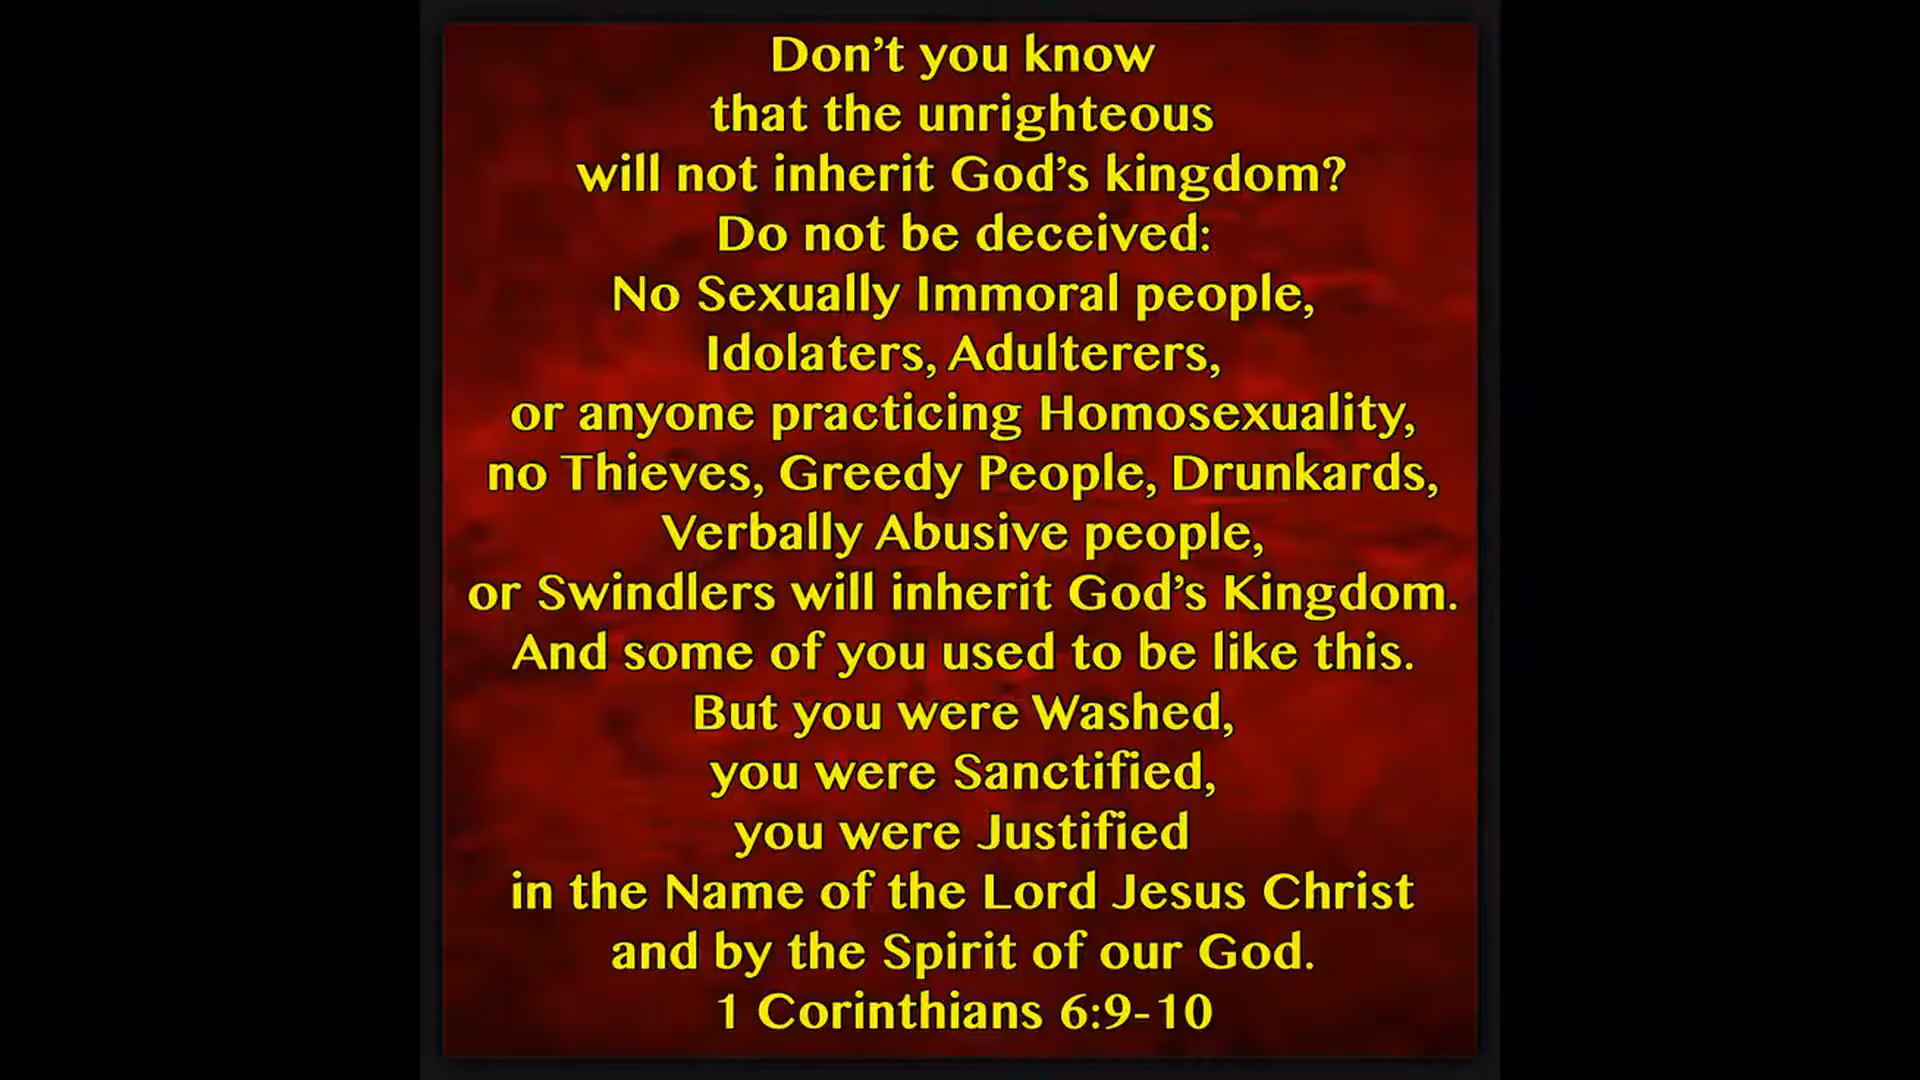 Don’t you know
that the unrighteous
will not inherit God’s kingdom?
Do not be deceived:
No Sexually Immoral people,
Idolaters, Adulterers,
or anyone practicing Homosexuality,
no Thieves, Greedy People, Drunkards,
Verbally Abusive people,
or Swindlers will inherit God’s Kingdom.
And some of you used to be like this.
But you were Washed,
you were Sanctified,
you were Justified
in the Name of the Lord Jesus Christ
and by the Spirit of our God.
1 Corinthians 6:9-10